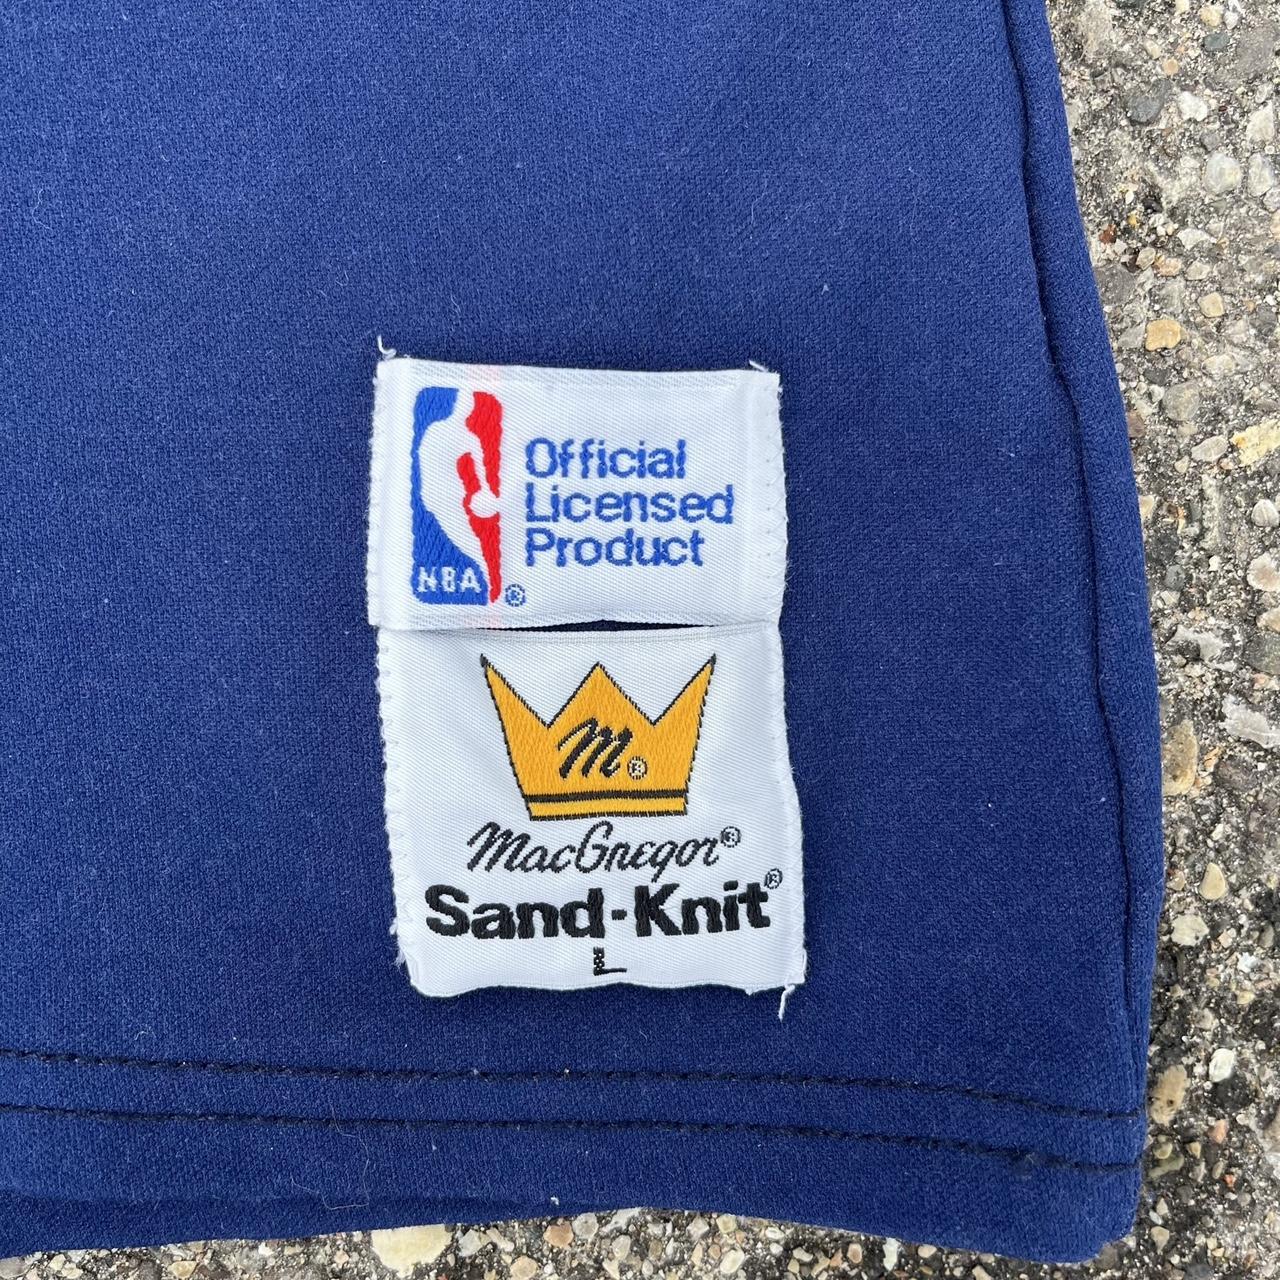 Official
Licensed
Product
NBA ®
M ®
MacGregor®
Sand-Knit®
L